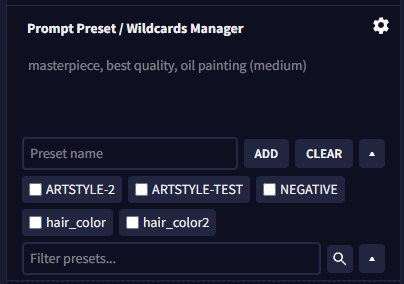 Prompt Preset / Wildcards Manager
masterpiece, best quality, oil painting (medium)
Preset name ADD CLEAR
ARTSTYLE-2 ARTSTYLE-TEST NEGATIVE
hair_color hair_color2
Filter presets...